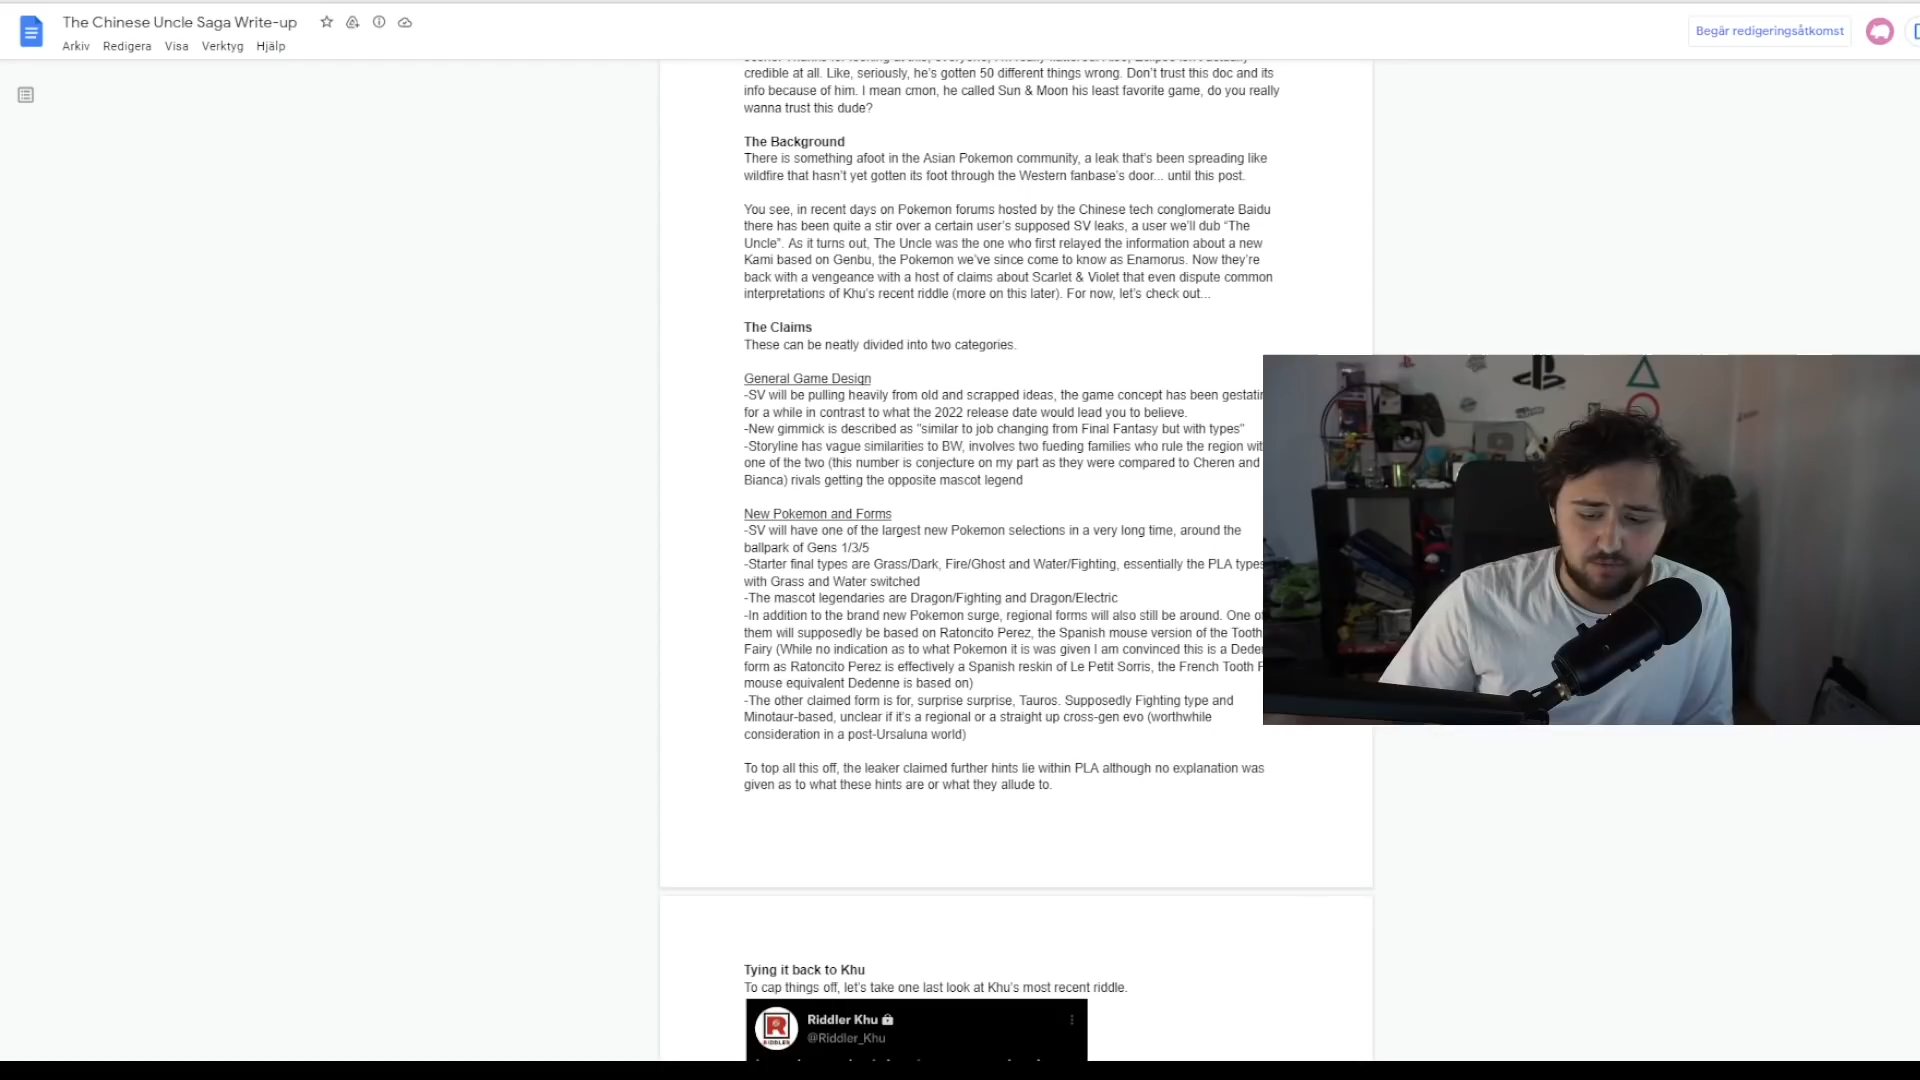 The Chinese Uncle Saga Write-up
Arkiv Redigera Visa Verktyg Hjälp
Begär redigeringsåtkomst
credible at all. Like, seriously, he's gotten 50 different things wrong. Don't trust this doc and its
info because of him. I mean cmon, he called Sun & Moon his least favorite game, do you really
wanna trust this dude?
The Background
There is something afoot in the Asian Pokemon community, a leak that's been spreading like
wildfire that hasn't yet gotten its foot through the Western fanbase's door... until this post.
You see, in recent days on Pokemon forums hosted by the Chinese tech conglomerate Baidu
there has been quite a stir over a certain user's supposed SV leaks, a user we'll dub “The
Uncle”. As it turns out, The Uncle was the one who first relayed the information about a new
Kami based on Genbu, the Pokemon we've since come to know as Enamorus. Now they're
back with a vengeance with a host of claims about Scarlet & Violet that even dispute common
interpretations of Khu's recent riddle (more on this later). For now, let's check out...
The Claims
These can be neatly divided into two categories.
General Game Design
-SV will be pulling heavily from old and scrapped ideas, the game concept has been gestatin
for a while in contrast to what the 2022 release date would lead you to believe.
-New gimmick is described as "similar to job changing from Final Fantasy but with types"
-Storyline has vague similarities to BW, involves two fueding families who rule the region wit
one of the two (this number is conjecture on my part as they were compared to Cheren and
Bianca) rivals getting the opposite mascot legend
New Pokemon and Forms
-SV will have one of the largest new Pokemon selections in a very long time, around the
ballpark of Gens 1/3/5
-Starter final types are Grass/Dark, Fire/Ghost and Water/Fighting, essentially the PLA types
with Grass and Water switched
-The mascot legendaries are Dragon/Fighting and Dragon/Electric
-In addition to the brand new Pokemon surge, regional forms will also still be around. One of
them will supposedly be based on Ratoncito Perez, the Spanish mouse version of the Tooth
Fairy (While no indication as to what Pokemon it is was given I am convinced this is a Dede
form as Ratoncito Perez is effectively a Spanish reskin of Le Petit Sorris, the French Tooth F
mouse equivalent Dedenne is based on)
-The other claimed form is for, surprise surprise, Tauros. Supposedly Fighting type and
Minotaur-based, unclear if it's a regional or a straight up cross-gen evo (worthwhile
consideration in a post-Ursaluna world)
To top all this off, the leaker claimed further hints lie within PLA although no explanation was
given as to what these hints are or what they allude to.
Tying it back to Khu
To cap things off, let's take one last look at Khu's most recent riddle.
Riddler Khu
@Riddler_Khu
RIDDLER